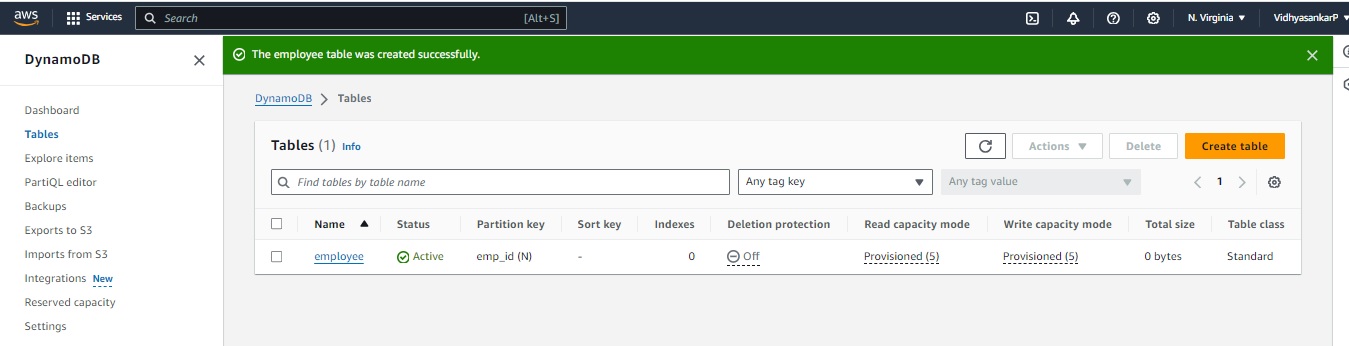 aws Services Search [Alt+S] N. Virginia VidhyasankarP
DynamoDB
The employee table was created successfully.
DynamoDB Tables
Dashboard
Tables
Explore items
PartiQL editor
Backups
Exports to S3
Imports from S3
Integrations New
Reserved capacity
Settings
Tables (1) Info Actions Delete Create table
Find tables by table name Any tag key Any tag value 1
Name Status Partition key Sort key Indexes Deletion protection Read capacity mode Write capacity mode Total size Table class
employee Active emp_id (N) - 0 Off Provisioned (5) Provisioned (5) 0 bytes Standard